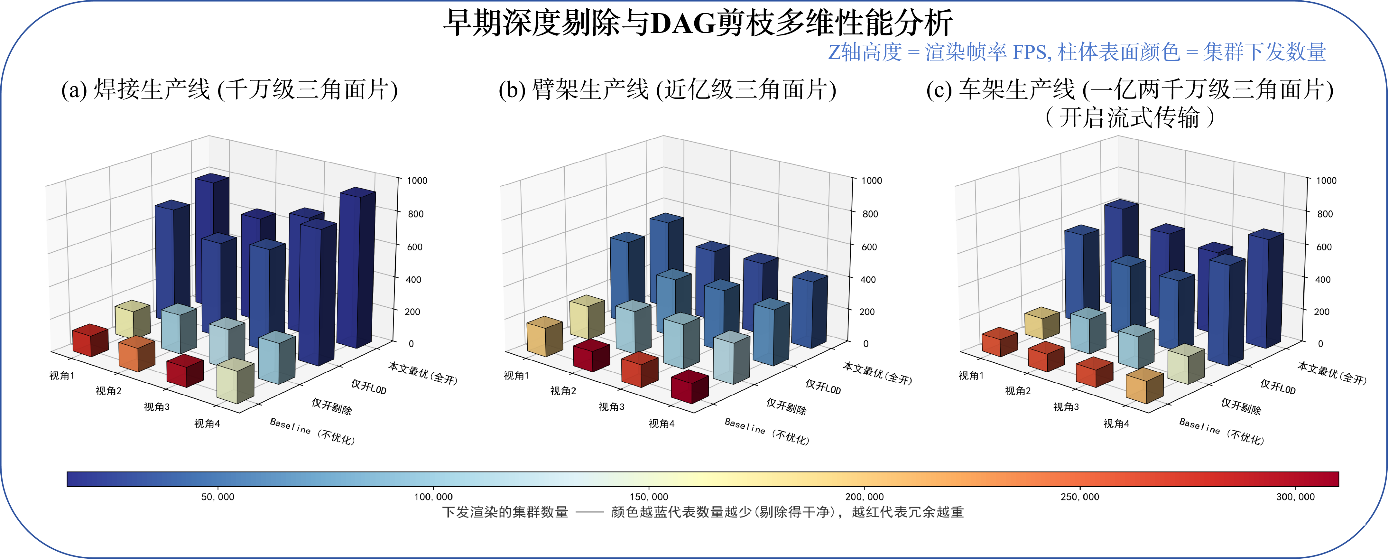 早期深度剔除与DAG剪枝多维性能分析
Z轴高度 = 渲染帧率 FPS, 柱体表面颜色 = 集群下发数量
(a) 焊接生产线 (千万级三角面片)
(b) 臂架生产线 (近亿级三角面片)
(c) 车架生产线 (一亿两千万级三角面片)
（ 开启流式传输 ）
1000
800
600
400
200
0
视角1
视角2
视角3
视角4
Baseline (不优化)
仅开剔除
仅开LOD
本文最优(全开)
1000
800
600
400
200
0
视角1
视角2
视角3
视角4
Baseline (不优化)
仅开剔除
仅开LOD
本文最优(全开)
1000
800
600
400
200
0
视角1
视角2
视角3
视角4
Baseline (不优化)
仅开剔除
仅开LOD
本文最优(全开)
50,000
100,000
150,000
200,000
250,000
300,000
下发渲染的集群数量 —— 颜色越蓝代表数量越少(剔除得干净), 越红代表冗余越重